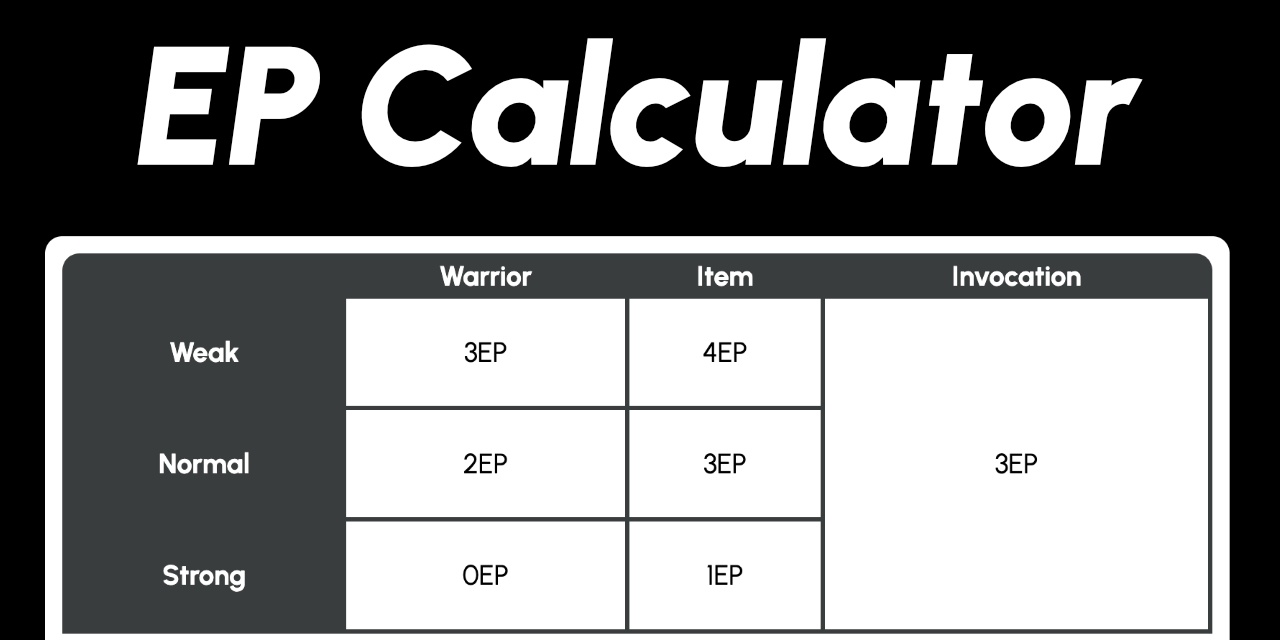 EP Calculator
Warrior Item Invocation
Weak 3EP 4EP
Normal 2EP 3EP 3EP
Strong 0EP 1EP